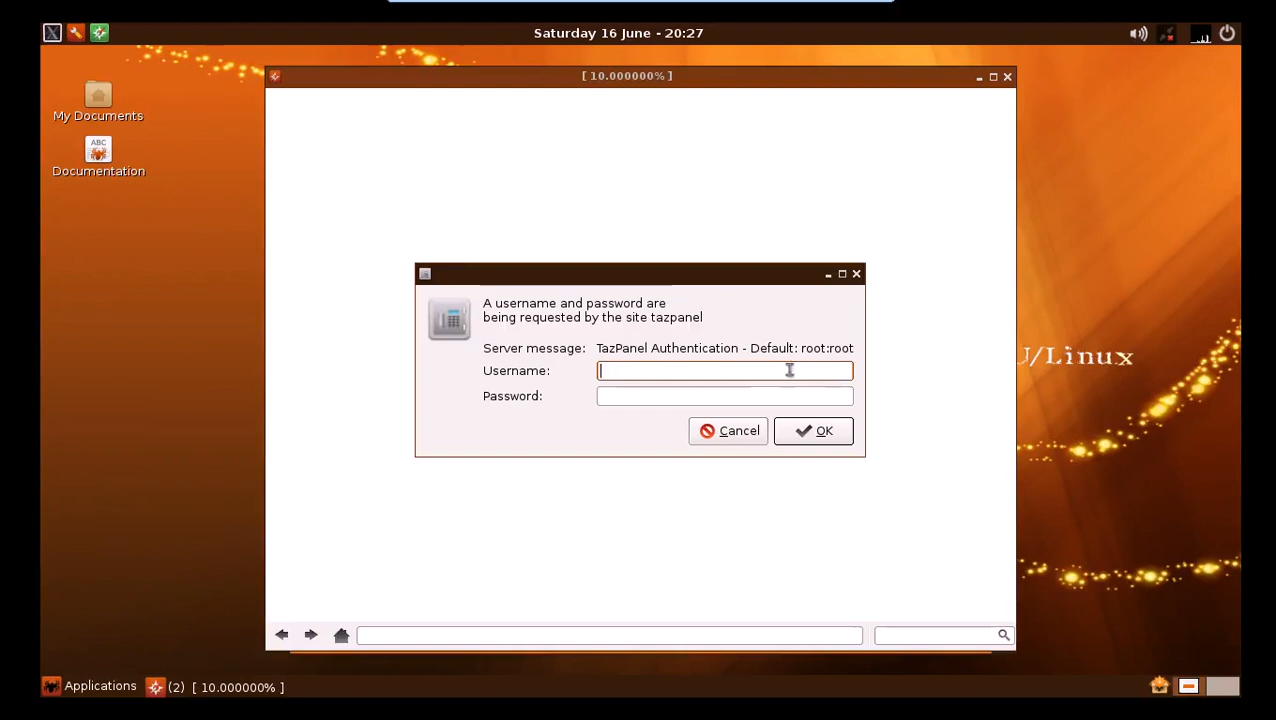 Saturday 16 June - 20:27
[ 10.000000% ]
My Documents
ABC
Documentation
A username and password are
being requested by the site tazpanel
Server message: TazPanel Authentication - Default: root:root
Username:
Password:
Cancel OK
U/Linux
Applications (2) [ 10.000000% ]